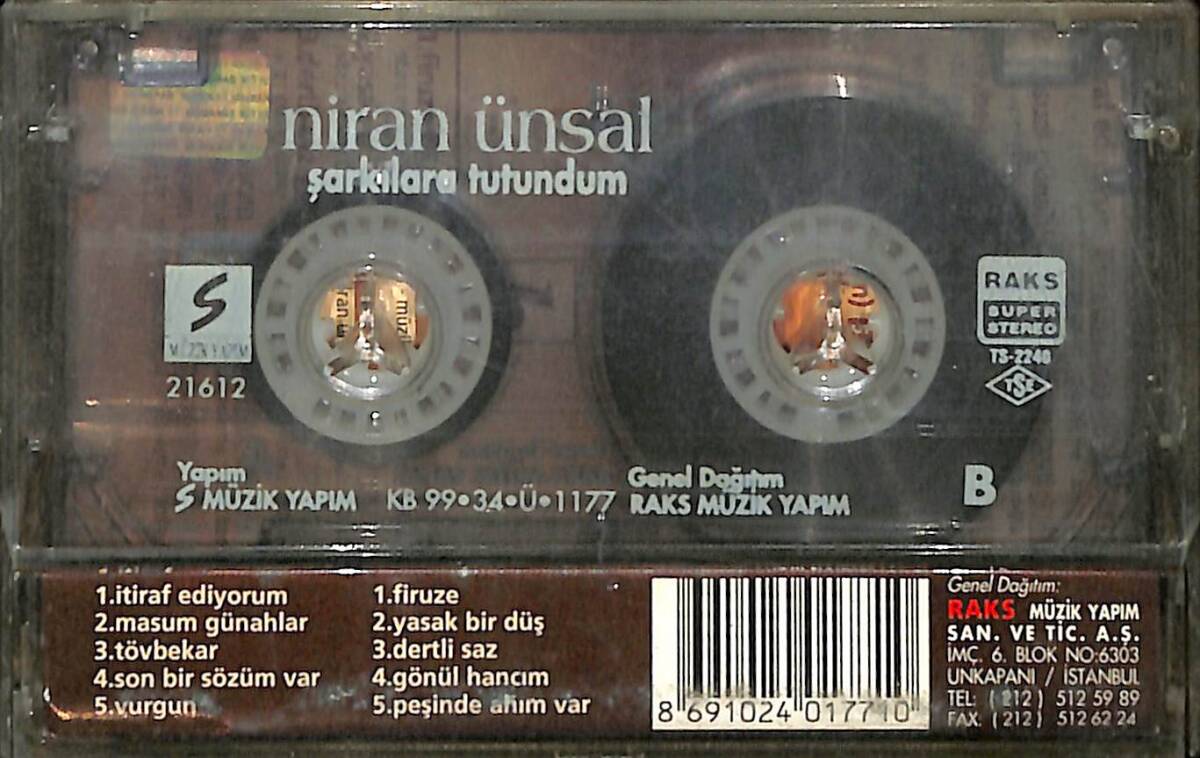 niran ünsal
şarkılara tutundum
S
MÜZİK YAPIM
21612
RAKS
SUPER
STEREO
TS-2240
TSE
Yapım
S MÜZİK YAPIM
KB 99•34•Ü•1177
Genel Dağıtım
RAKS MÜZİK YAPIM
B
1.itiraf ediyorum
2.masum günahlar
3.tövbekar
4.son bir sözüm var
5.vurgun
1.firuze
2.yasak bir düş
3.dertli saz
4.gönül hancım
5.peşinde ahım var
8 691024 017710
Genel Dağıtım:
RAKS MÜZİK YAPIM
SAN. VE TİC. A.Ş.
İMÇ. 6. BLOK NO:6303
UNKAPANI / İSTANBUL
TEL: (212) 512 59 89
FAX: (212) 512 62 24